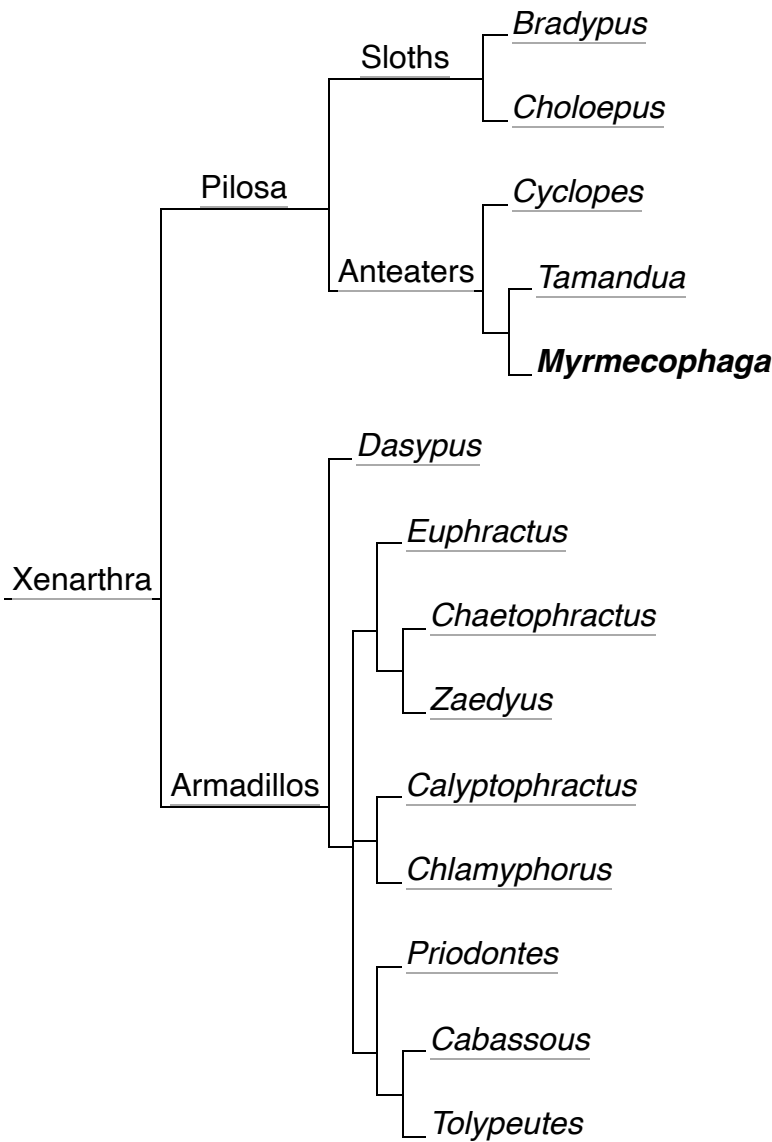 Bradypus
Sloths
Choloepus
Pilosa
Cyclopes
Anteaters
Tamandua
Myrmecophaga
Dasypus
Euphractus
Xenarthra
Chaetophractus
Zaedyus
Armadillos
Calyptophractus
Chlamyphorus
Priodontes
Cabassous
Tolypeutes